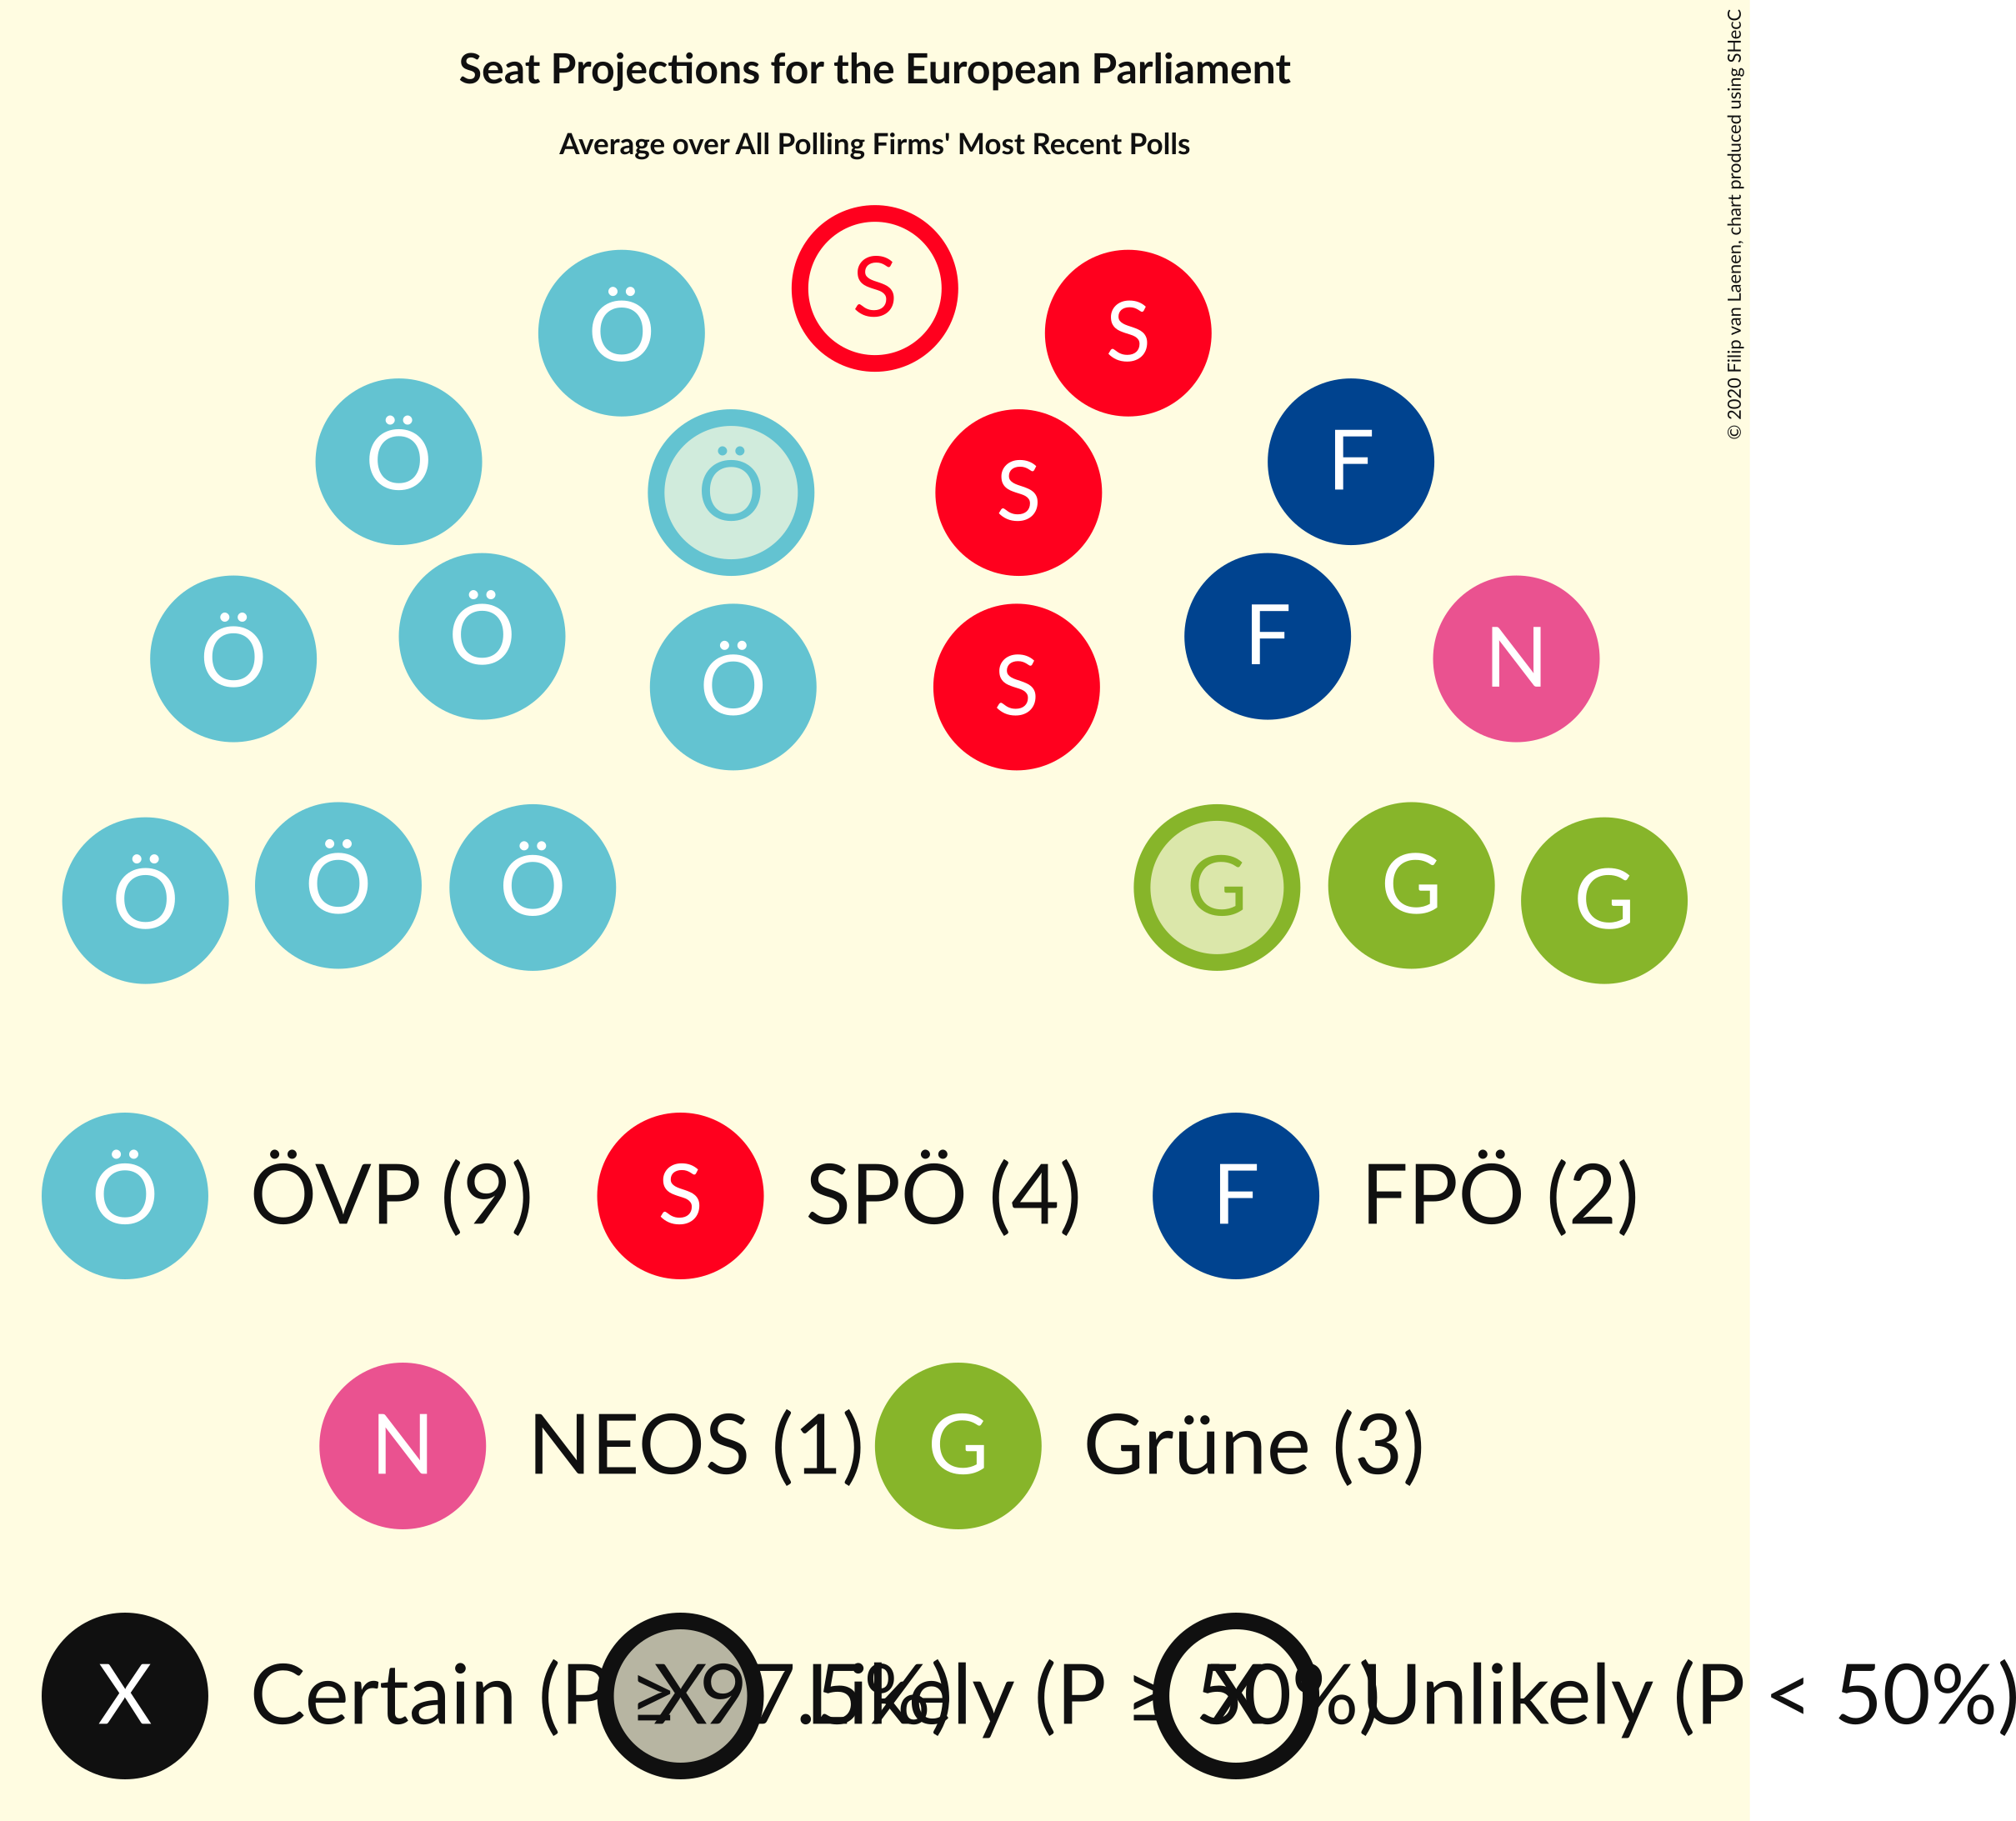 Seat Projections for the European Parliament
Average over All Polling Firms' Most Recent Polls
© 2020 Filip van Laenen, chart produced using SHecC
S
Ö S
Ö F
Ö S
Ö F
Ö N
Ö S
Ö Ö Ö G G G
Ö ÖVP (9) S SPÖ (4) F FPÖ (2)
N NEOS (1) G Grüne (3)
X Certain (P ≥ 97.5%) X Likely (P ≥ 50%) X Unlikely (P < 50%)